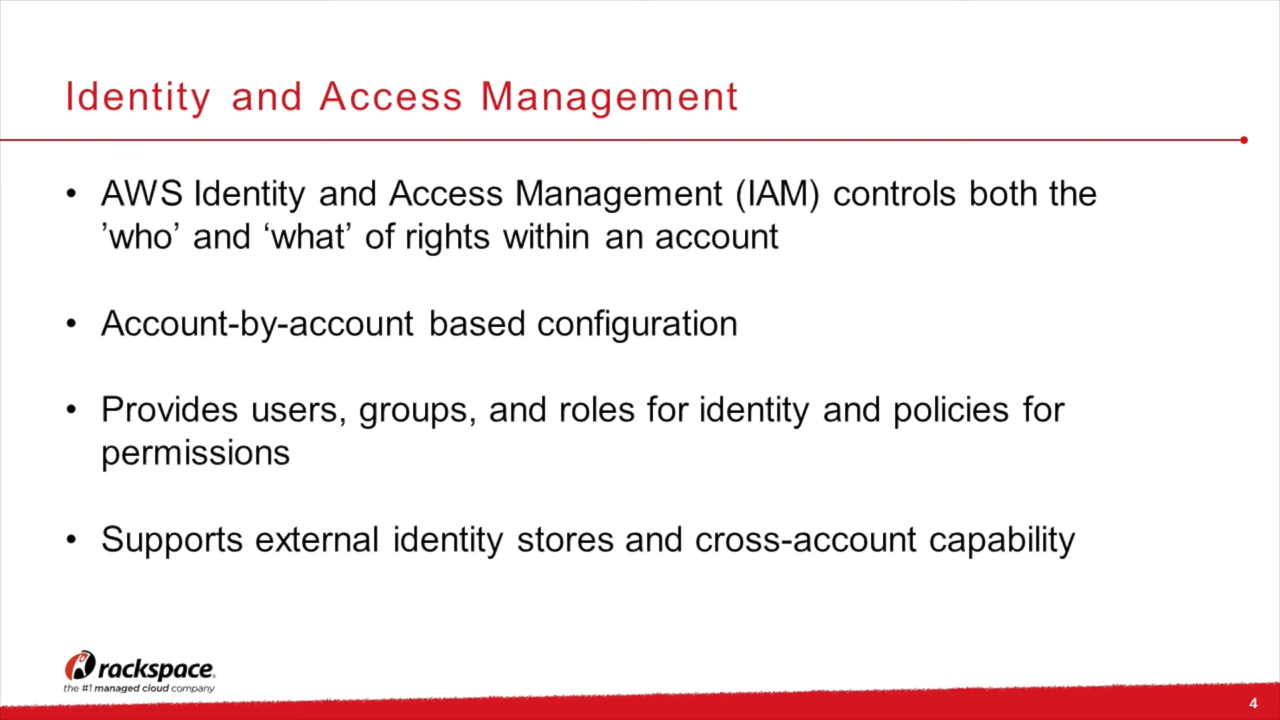 Identity and Access Management
• AWS Identity and Access Management (IAM) controls both the
’who’ and ‘what’ of rights within an account
• Account-by-account based configuration
• Provides users, groups, and roles for identity and policies for
permissions
• Supports external identity stores and cross-account capability
rackspace.
the #1 managed cloud company
4